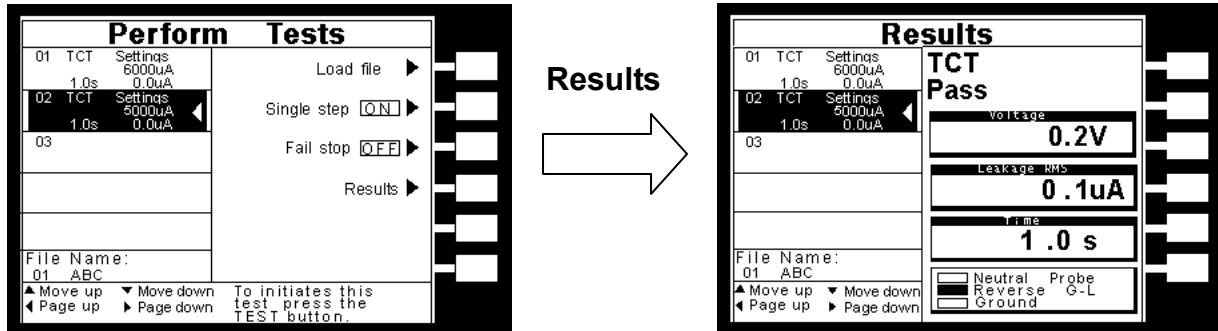 Perform Tests
01 TCT Settings
6000uA
1.0s 0.0uA
02 TCT Settings
5000uA
1.0s 0.0uA
03
File Name:
01 ABC
▲ Move up ▼ Move down
◀ Page up ▶ Page down
Load file ▶
Single step ON ▶
Fail stop OFF ▶
Results ▶
To initiates this
test press the
TEST button.
Results
Results
01 TCT Settings
6000uA
1.0s 0.0uA
02 TCT Settings
5000uA
1.0s 0.0uA
03
File Name:
01 ABC
▲ Move up ▼ Move down
◀ Page up ▶ Page down
TCT
Pass
Voltage
0.2V
Leakage RMS
0.1uA
Time
1.0 s
Neutral Probe
Reverse G-L
Ground